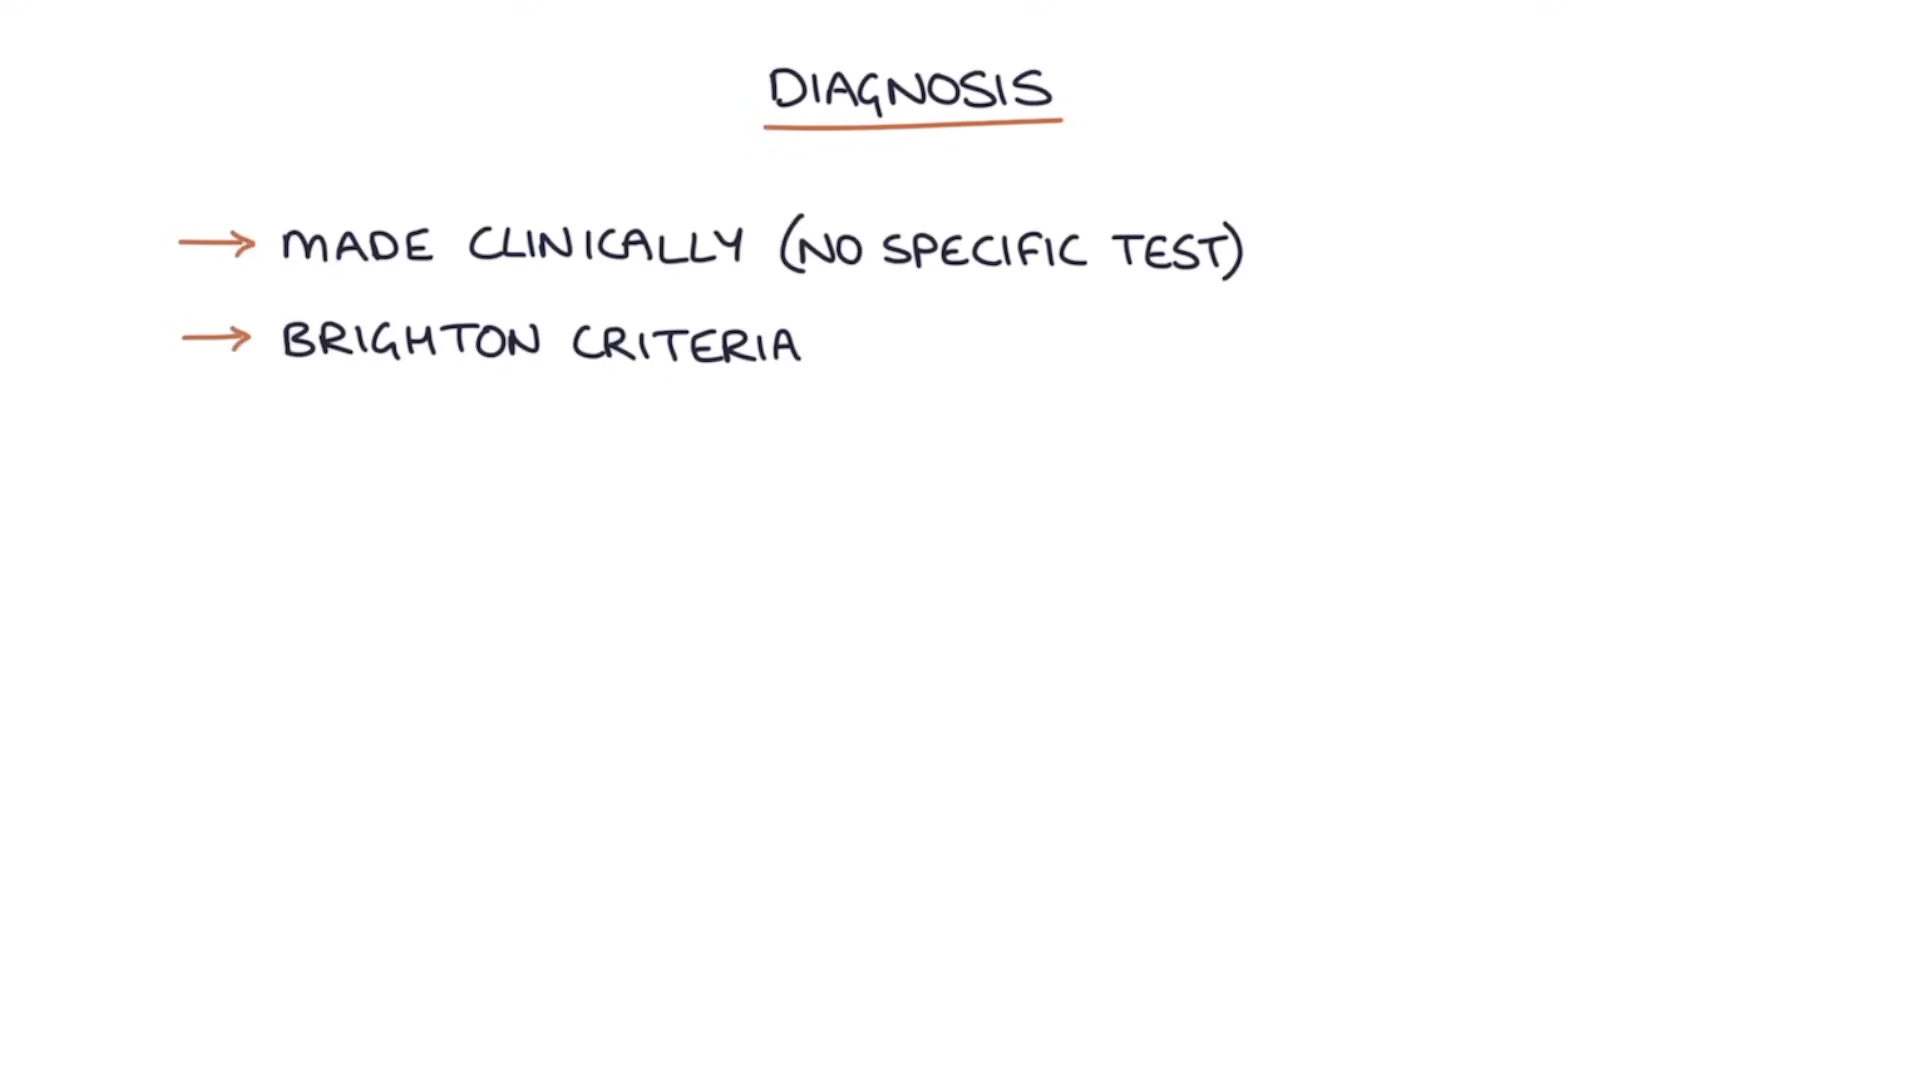 DIAGNOSIS
→ MADE CLINICALLY (NO SPECIFIC TEST)
→ BRIGHTON CRITERIA